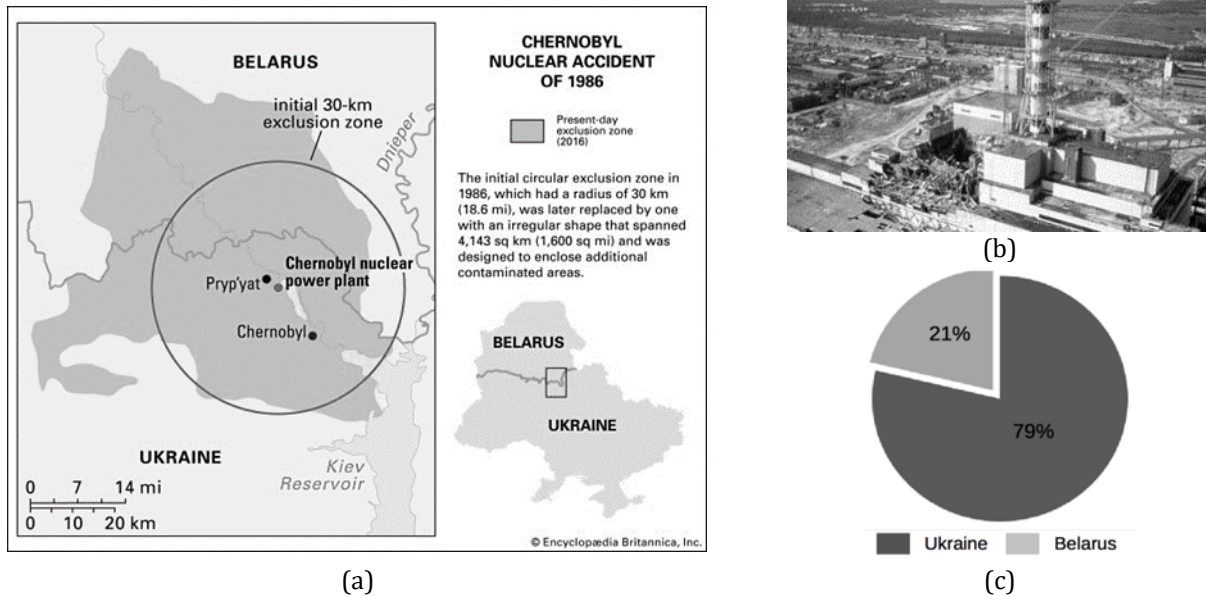 BELARUS
initial 30-km
exclusion zone
Dnieper
Chernobyl nuclear
power plant
Pryp'yat
Chernobyl
UKRAINE
Kiev
Reservoir
0 7 14 mi
0 10 20 km
CHERNOBYL
NUCLEAR ACCIDENT
OF 1986
Present-day
exclusion zone
(2016)
The initial circular exclusion zone in
1986, which had a radius of 30 km
(18.6 mi), was later replaced by one
with an irregular shape that spanned
4,143 sq km (1,600 sq mi) and was
designed to enclose additional
contaminated areas.
BELARUS
UKRAINE
© Encyclopædia Britannica, Inc.
(a)
(b)
21%
79%
Ukraine Belarus
(c)